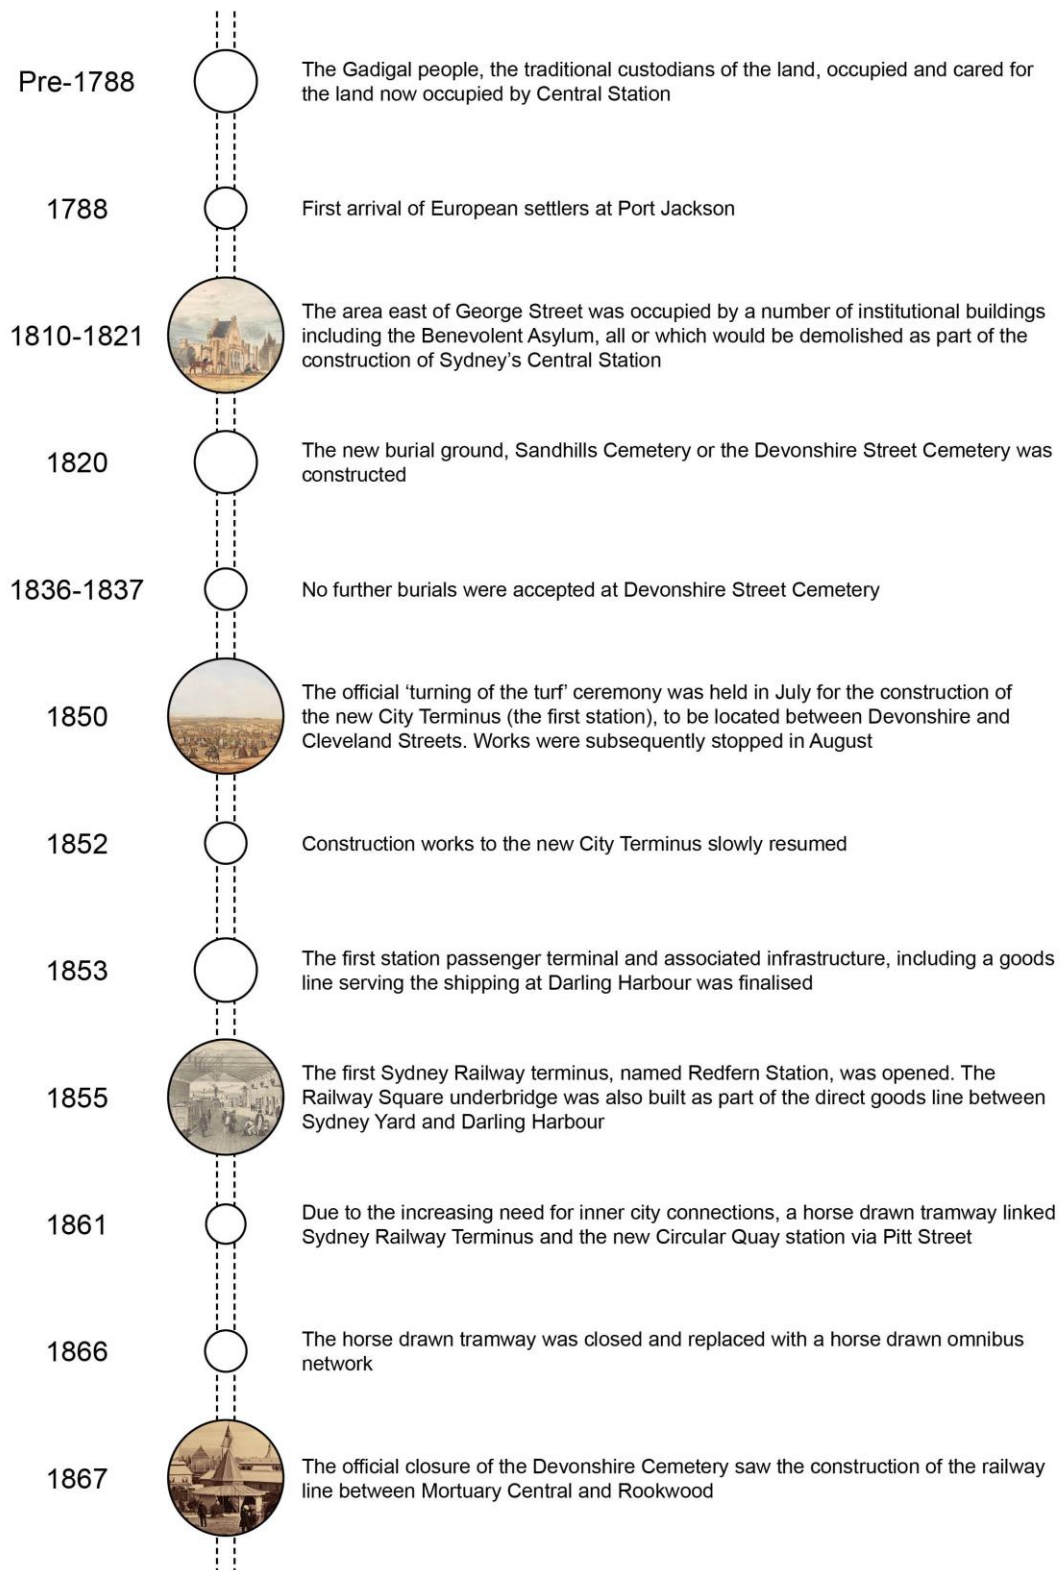 Pre-1788
The Gadigal people, the traditional custodians of the land, occupied and cared for
the land now occupied by Central Station
1788
First arrival of European settlers at Port Jackson
1810-1821
The area east of George Street was occupied by a number of institutional buildings
including the Benevolent Asylum, all or which would be demolished as part of the
construction of Sydney’s Central Station
1820
The new burial ground, Sandhills Cemetery or the Devonshire Street Cemetery was
constructed
1836-1837
No further burials were accepted at Devonshire Street Cemetery
1850
The official ‘turning of the turf’ ceremony was held in July for the construction of
the new City Terminus (the first station), to be located between Devonshire and
Cleveland Streets. Works were subsequently stopped in August
1852
Construction works to the new City Terminus slowly resumed
1853
The first station passenger terminal and associated infrastructure, including a goods
line serving the shipping at Darling Harbour was finalised
1855
The first Sydney Railway terminus, named Redfern Station, was opened. The
Railway Square underbridge was also built as part of the direct goods line between
Sydney Yard and Darling Harbour
1861
Due to the increasing need for inner city connections, a horse drawn tramway linked
Sydney Railway Terminus and the new Circular Quay station via Pitt Street
1866
The horse drawn tramway was closed and replaced with a horse drawn omnibus
network
1867
The official closure of the Devonshire Cemetery saw the construction of the railway
line between Mortuary Central and Rookwood